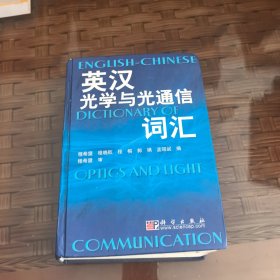 ENGLISH-CHINESE
英汉
光学与光通信
DICTIONARY OF
词汇
OPTICS AND LIGHT
科学出版社
COMMUNICATION